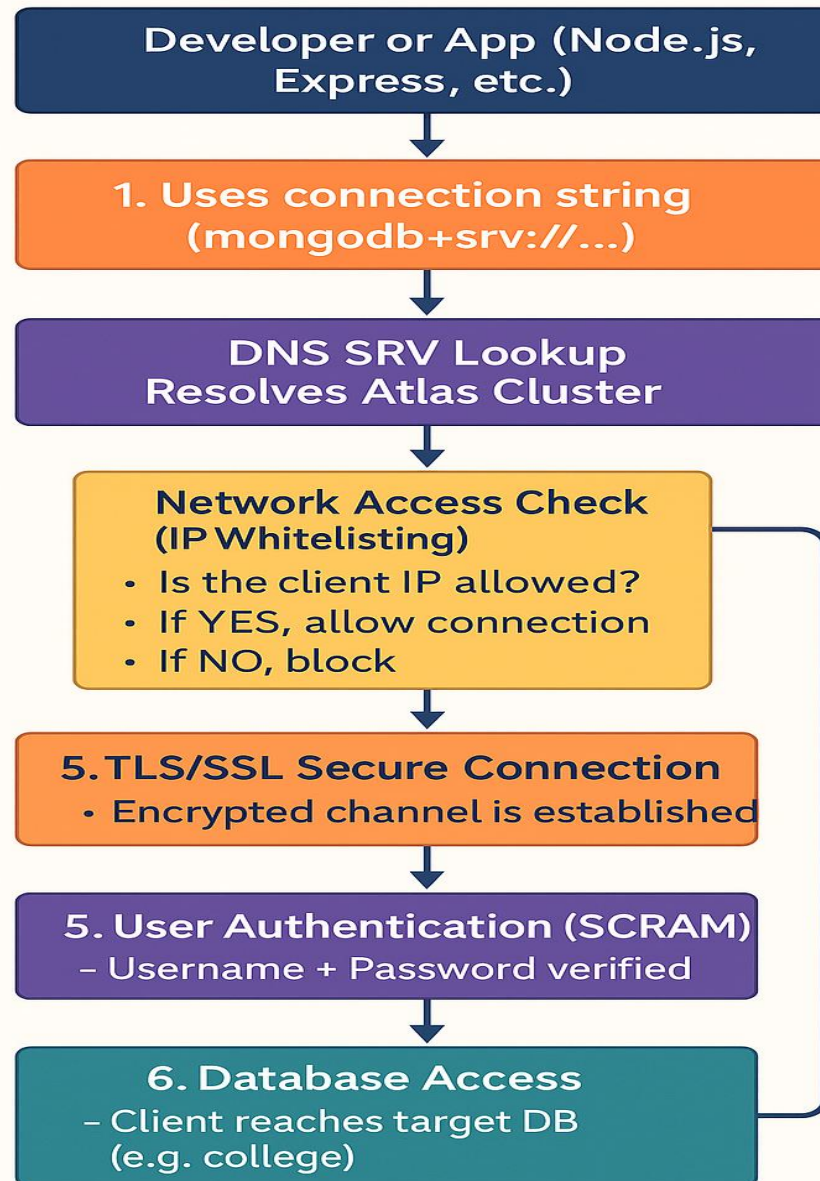 Developer or App (Node.js,
Express, etc.)
1. Uses connection string
(mongodb+srv://...)
DNS SRV Lookup
Resolves Atlas Cluster
Network Access Check
(IP Whitelisting)
• Is the client IP allowed?
• If YES, allow connection
• If NO, block
5. TLS/SSL Secure Connection
• Encrypted channel is established
5. User Authentication (SCRAM)
– Username + Password verified
6. Database Access
– Client reaches target DB
(e.g. college)